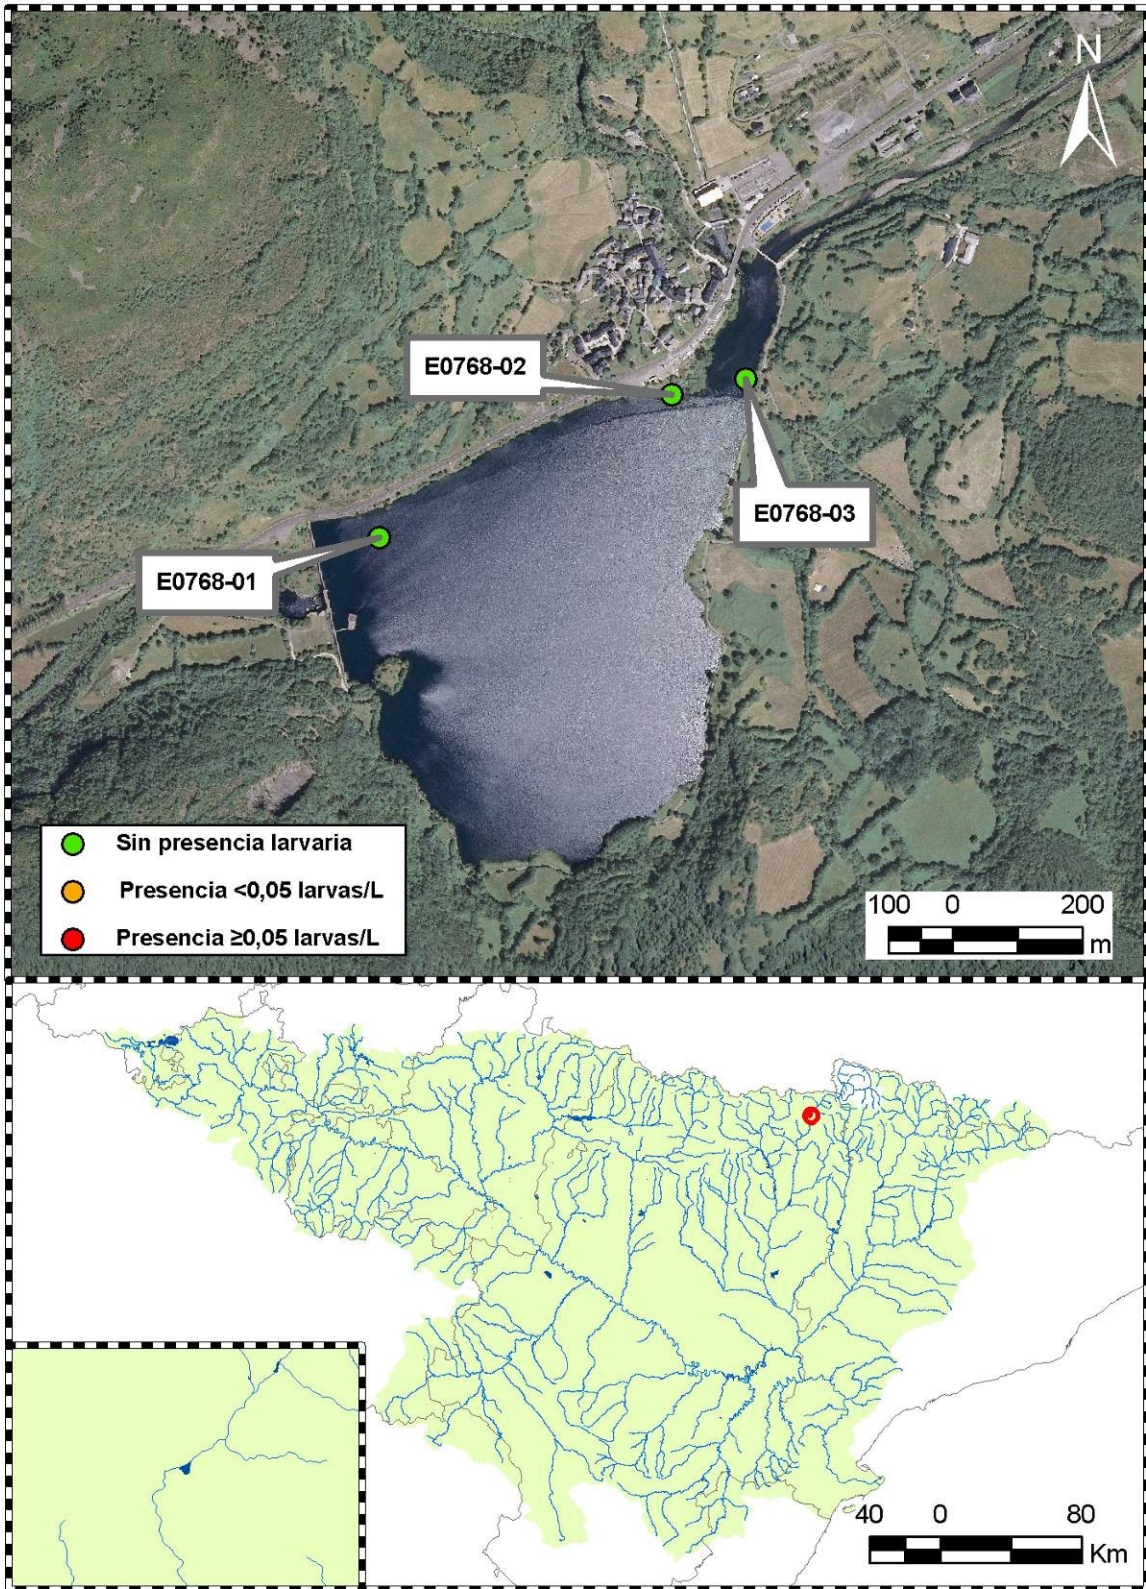 N
E0768-02
E0768-03
E0768-01
Sin presencia larvaria
Presencia <0,05 larvas/L
Presencia ≥0,05 larvas/L
100 0 200
m
40 0 80
Km